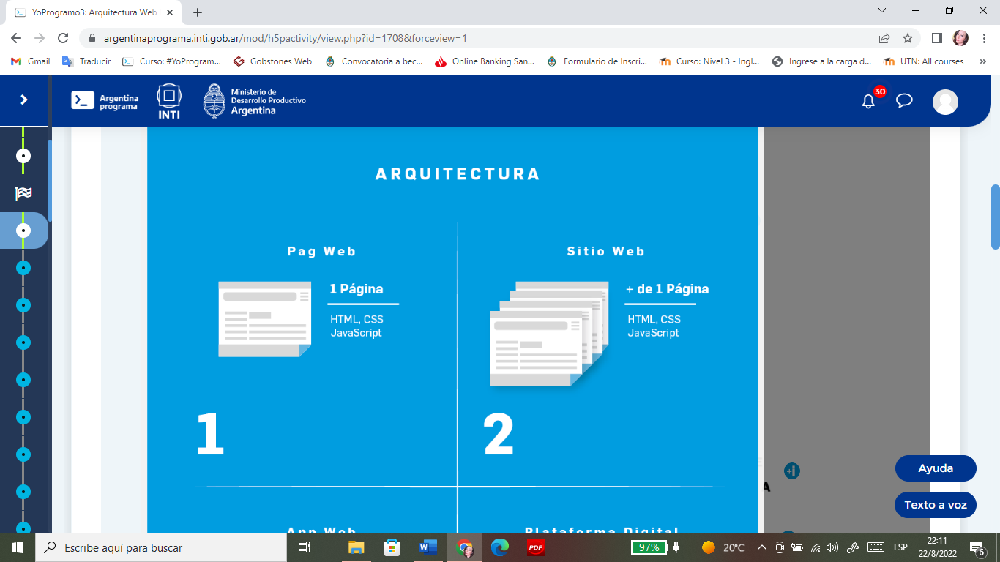 YoProgramo3: Arquitectura Web
argentinaprograma.inti.gob.ar/mod/h5pactivity/view.php?id=1708&forceview=1
Gmail
Traducir
Curso: #YoProgram...
Gobstones Web
Convocatoria a bec...
Online Banking San...
Formulario de Inscri...
Curso: Nivel 3 - Ingl...
Ingrese a la carga d...
UTN: All courses
»
Argentina
programa
INTI
Ministerio de
Desarrollo Productivo
Argentina
30
ARQUITECTURA
Pag Web
1 Página
HTML, CSS
JavaScript
1
Sitio Web
+ de 1 Página
HTML, CSS
JavaScript
2
App Web
Plataforma Digital
+i
A
Ayuda
Texto a voz
Escribe aquí para buscar
W
PDF
97%
20°C
ESP
22:11
22/8/2022
6